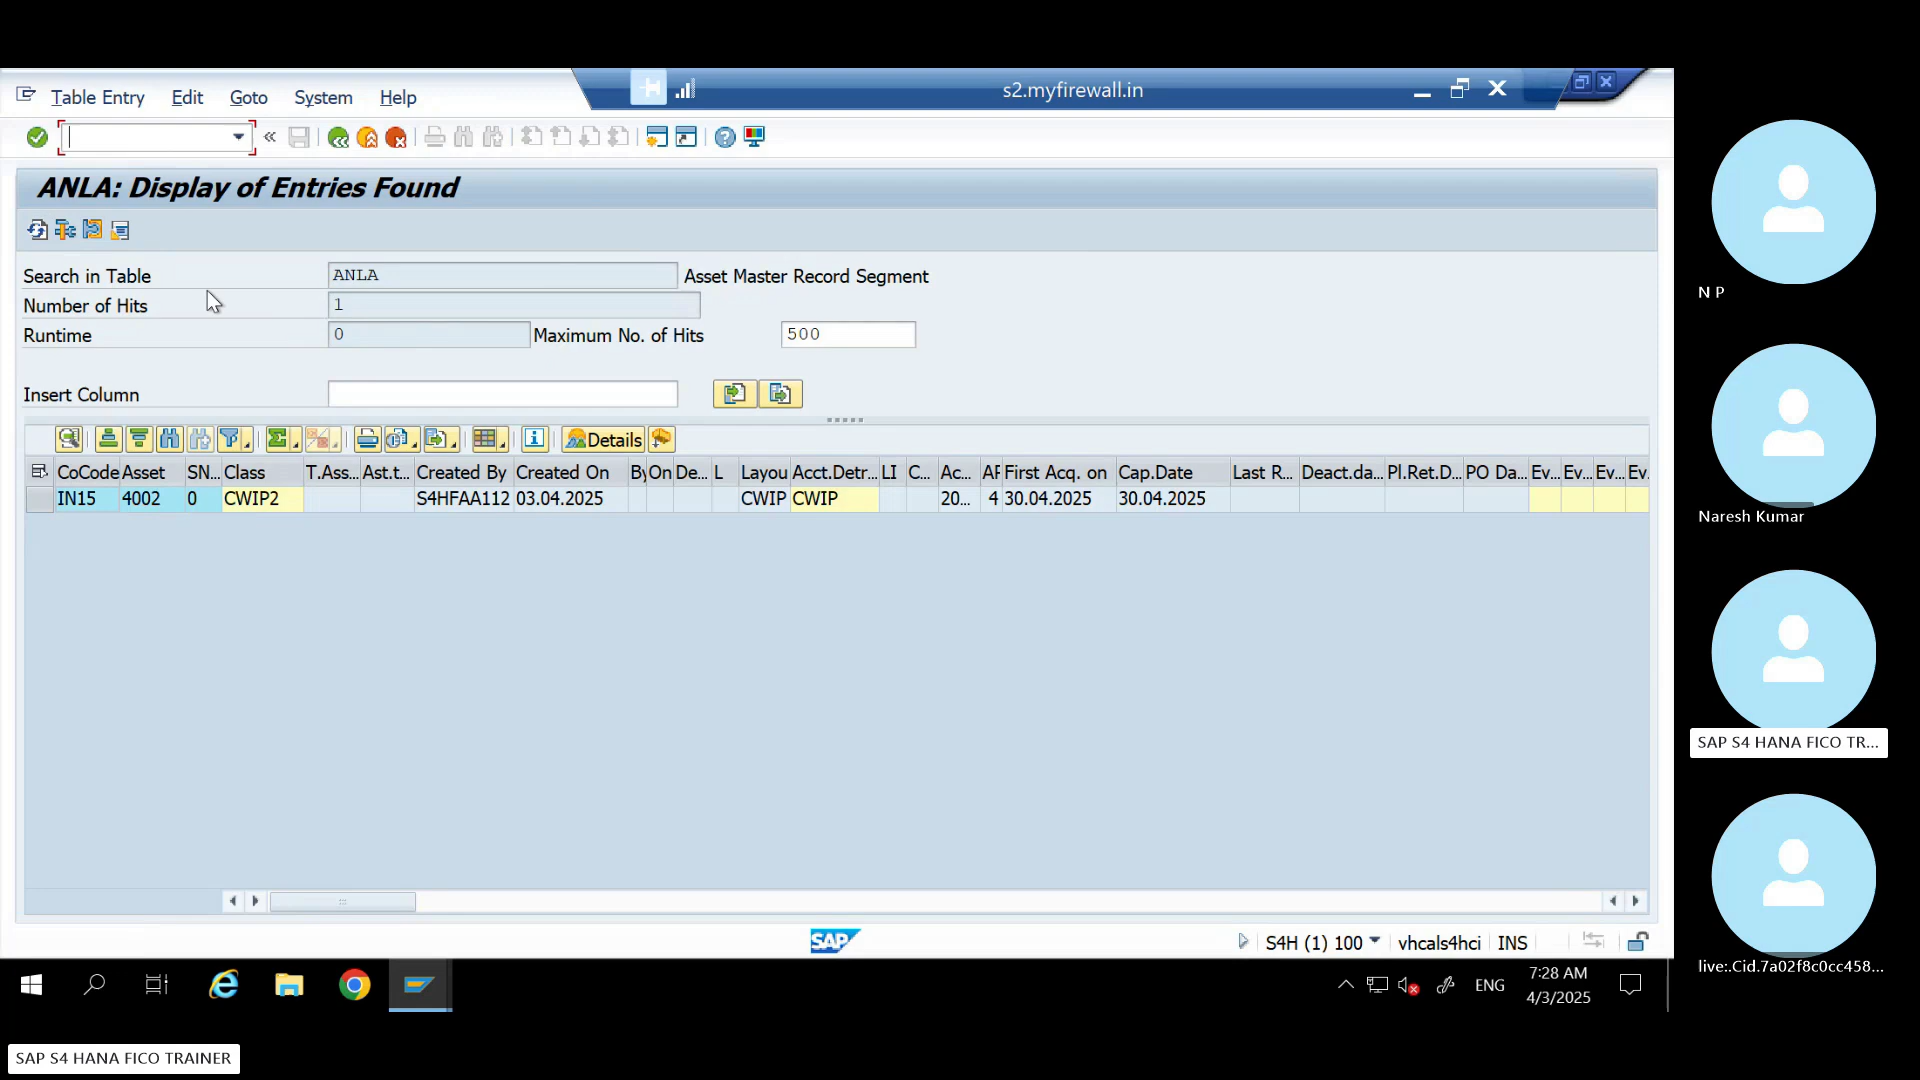 Table Entry Edit Goto System Help
s2.myfirewall.in
ANLA: Display of Entries Found
Search in Table ANLA Asset Master Record Segment
Number of Hits 1
Runtime 0 Maximum No. of Hits 500
Insert Column
Details
CoCode Asset SN... Class T.Ass... Ast.t... Created By Created On By On De... L Layou Acct.Detr... LI C... Ac... AF First Acq. on Cap.Date Last R... Deact.da... Pl.Ret.D... PO Da... Ev... Ev... Ev... Ev.
IN15 4002 0 CWIP2 S4HFAA112 03.04.2025 CWIP CWIP 20... 4 30.04.2025 30.04.2025
SAP
S4H (1) 100 vhcals4hci INS
ENG
7:28 AM
4/3/2025
SAP S4 HANA FICO TRAINER
N P
Naresh Kumar
SAP S4 HANA FICO TR...
live:.Cid.7a02f8c0cc458...